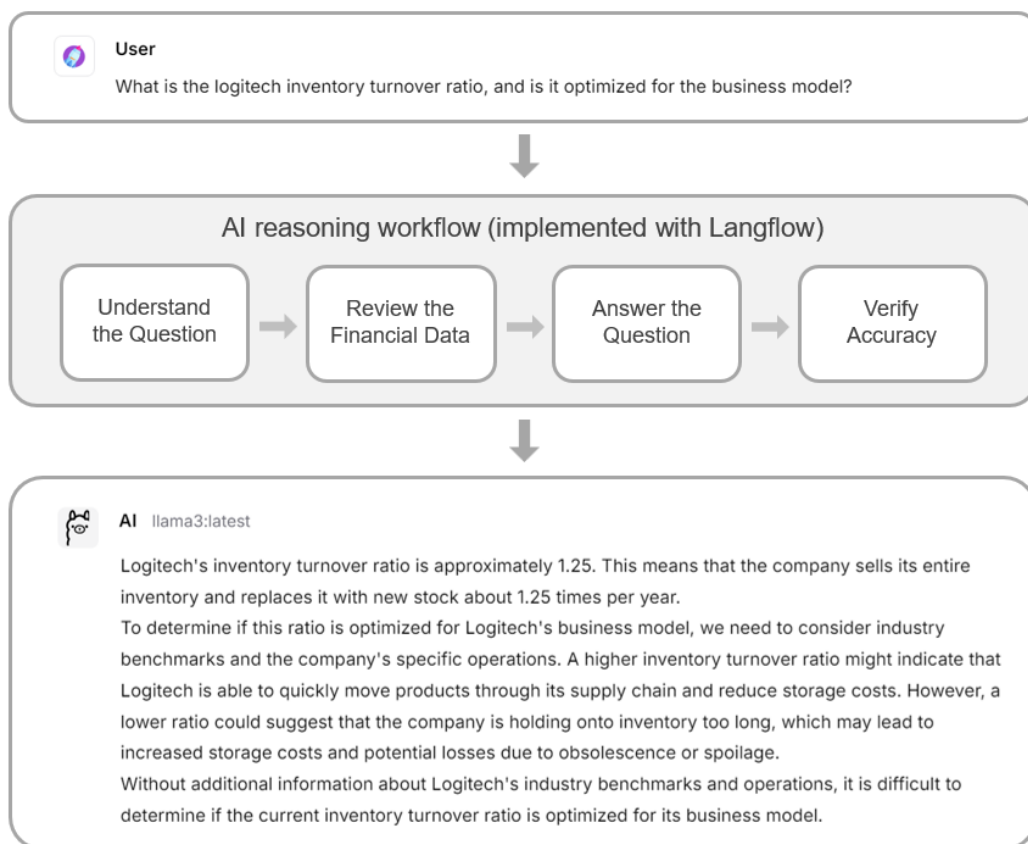 User
What is the logitech inventory turnover ratio, and is it optimized for the business model?
AI reasoning workflow (implemented with Langflow)
Understand
the Question
Review the
Financial Data
Answer the
Question
Verify
Accuracy
AI llama3:latest
Logitech's inventory turnover ratio is approximately 1.25. This means that the company sells its entire
inventory and replaces it with new stock about 1.25 times per year.
To determine if this ratio is optimized for Logitech's business model, we need to consider industry
benchmarks and the company's specific operations. A higher inventory turnover ratio might indicate that
Logitech is able to quickly move products through its supply chain and reduce storage costs. However, a
lower ratio could suggest that the company is holding onto inventory too long, which may lead to
increased storage costs and potential losses due to obsolescence or spoilage.
Without additional information about Logitech's industry benchmarks and operations, it is difficult to
determine if the current inventory turnover ratio is optimized for its business model.